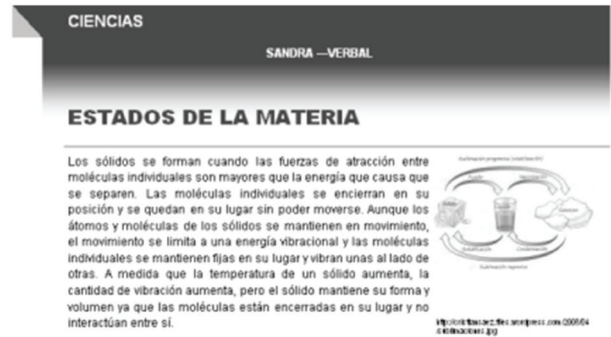 CIENCIAS
SANDRA —VERBAL
ESTADOS DE LA MATERIA
Los sólidos se forman cuando las fuerzas de atracción entre
moléculas individuales son mayores que la energía que causa que
se separen. Las moléculas individuales se encierran en su
posición y se quedan en su lugar sin poder moverse. Aunque los
átomos y moléculas de los sólidos se mantienen en movimiento,
el movimiento se limita a una energía vibracional y las moléculas
individuales se mantienen fijas en su lugar y vibran unas al lado de
otras. A medida que la temperatura de un sólido aumenta, la
cantidad de vibración aumenta, pero el sólido mantiene su forma y
volumen ya que las moléculas están encerradas en su lugar y no
interactúan entre sí.